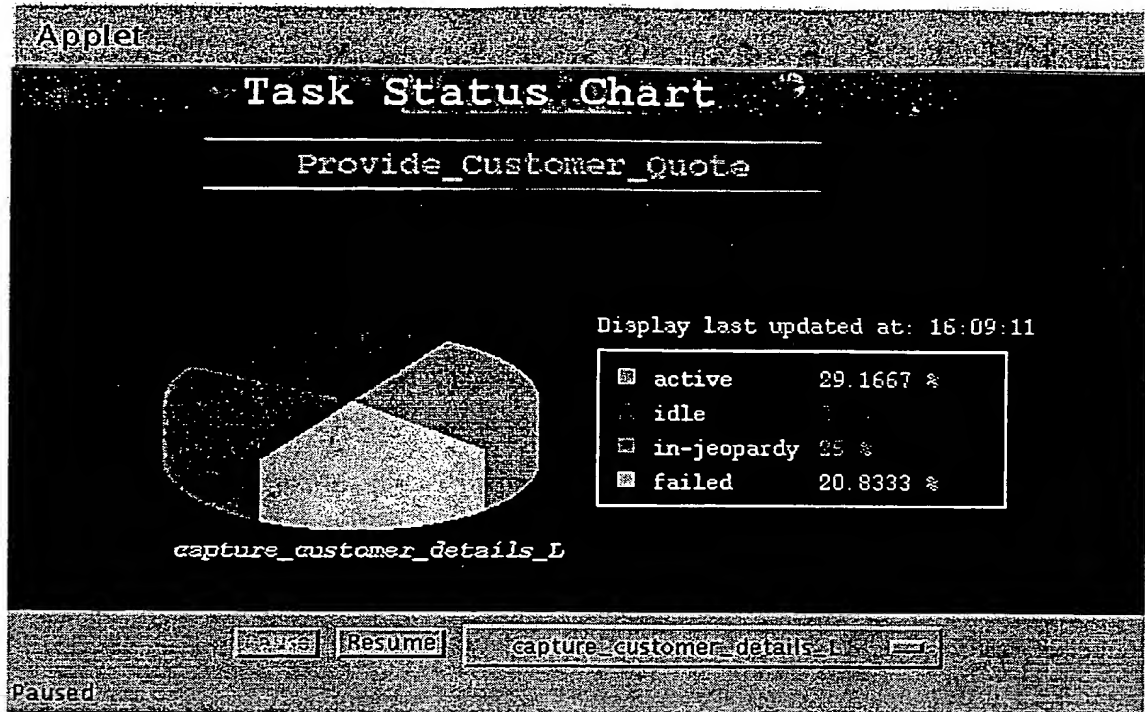 Applet
Task Status Chart
Provide_Customer_Quote
Display last updated at: 16:09:11
active 29.1667 %
idle
in-jeopardy 25 %
failed 20.8333 %
capture_customer_details_L
Pause Resume capture_customer_details_L
Paused